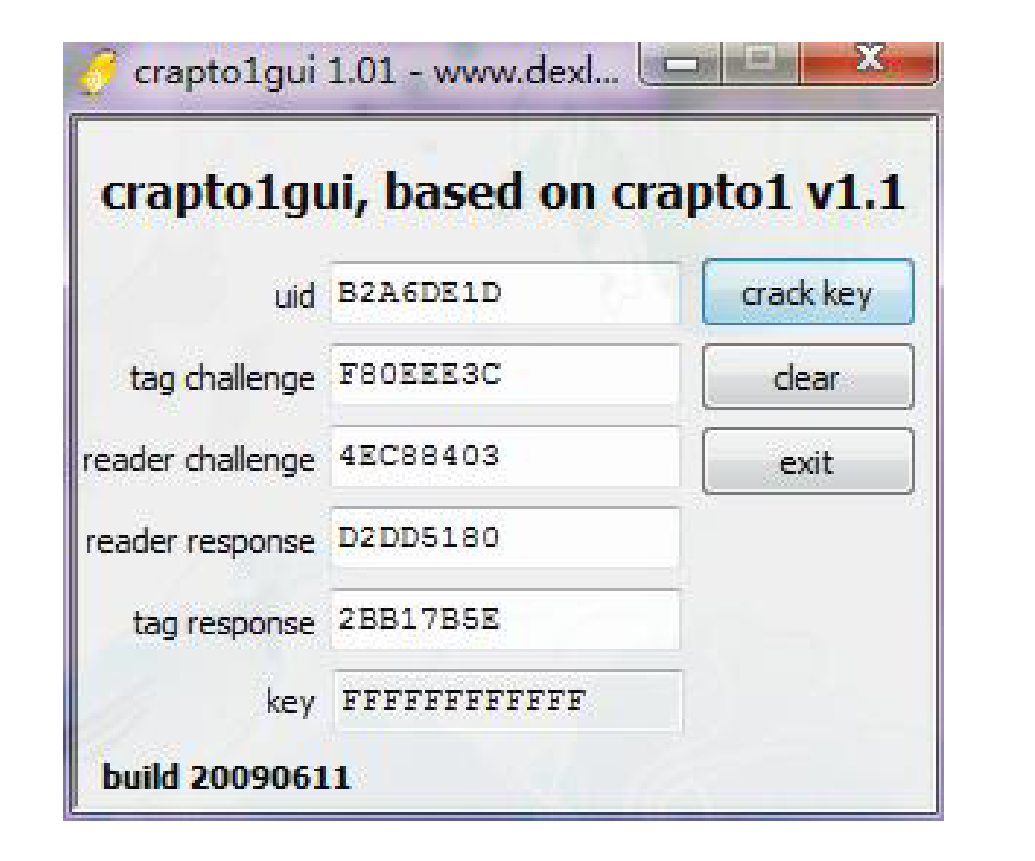 crapto1gui 1.01 - www.dexl...
crapto1gui, based on crapto1 v1.1
uid B2A6DE1D crack key
tag challenge F80EEE3C clear
reader challenge 4EC88403 exit
reader response D2DD5180
tag response 2BB17B5E
key FFFFFFFFFFFF
build 20090611